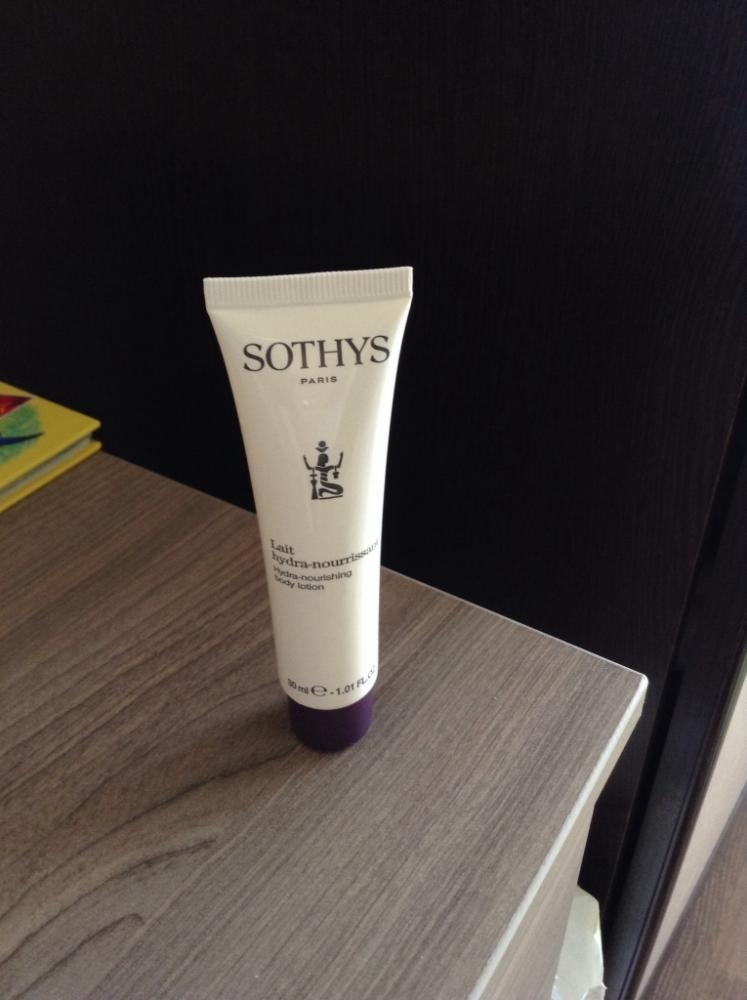 SOTHYS
PARIS
Lait
hydra-nourrissant
Hydra-nourishing
body lotion
30 ml ℮ - 1.01 FL.OZ